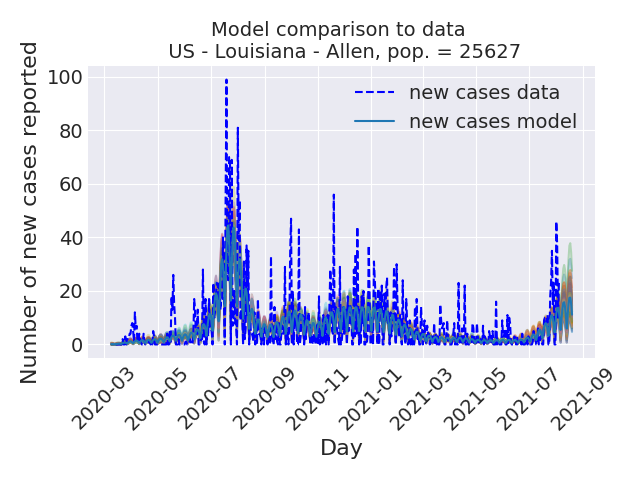 Model comparison to data
US - Louisiana - Allen, pop. = 25627
Number of new cases reported
100
80
60
40
20
0
new cases data
new cases model
2020-03
2020-05
2020-07
2020-09
2020-11
2021-01
2021-03
2021-05
2021-07
2021-09
Day